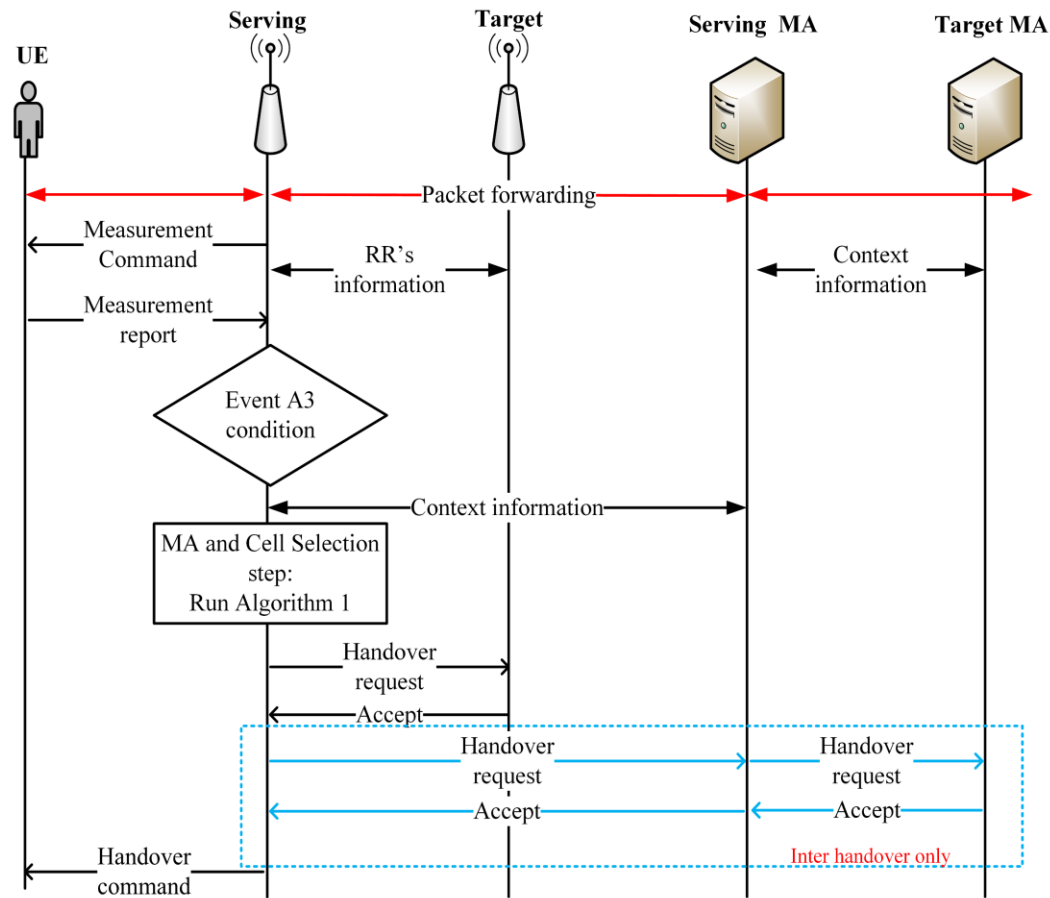 UE
Serving
Target
Serving MA
Target MA
Packet forwarding
Measurement
Command
RR's
information
Context
information
Measurement
report
Event A3
condition
Context information
MA and Cell Selection
step:
Run Algorithm 1
Handover
request
Accept
Handover
request
Handover
request
Accept
Accept
Inter handover only
Handover
command